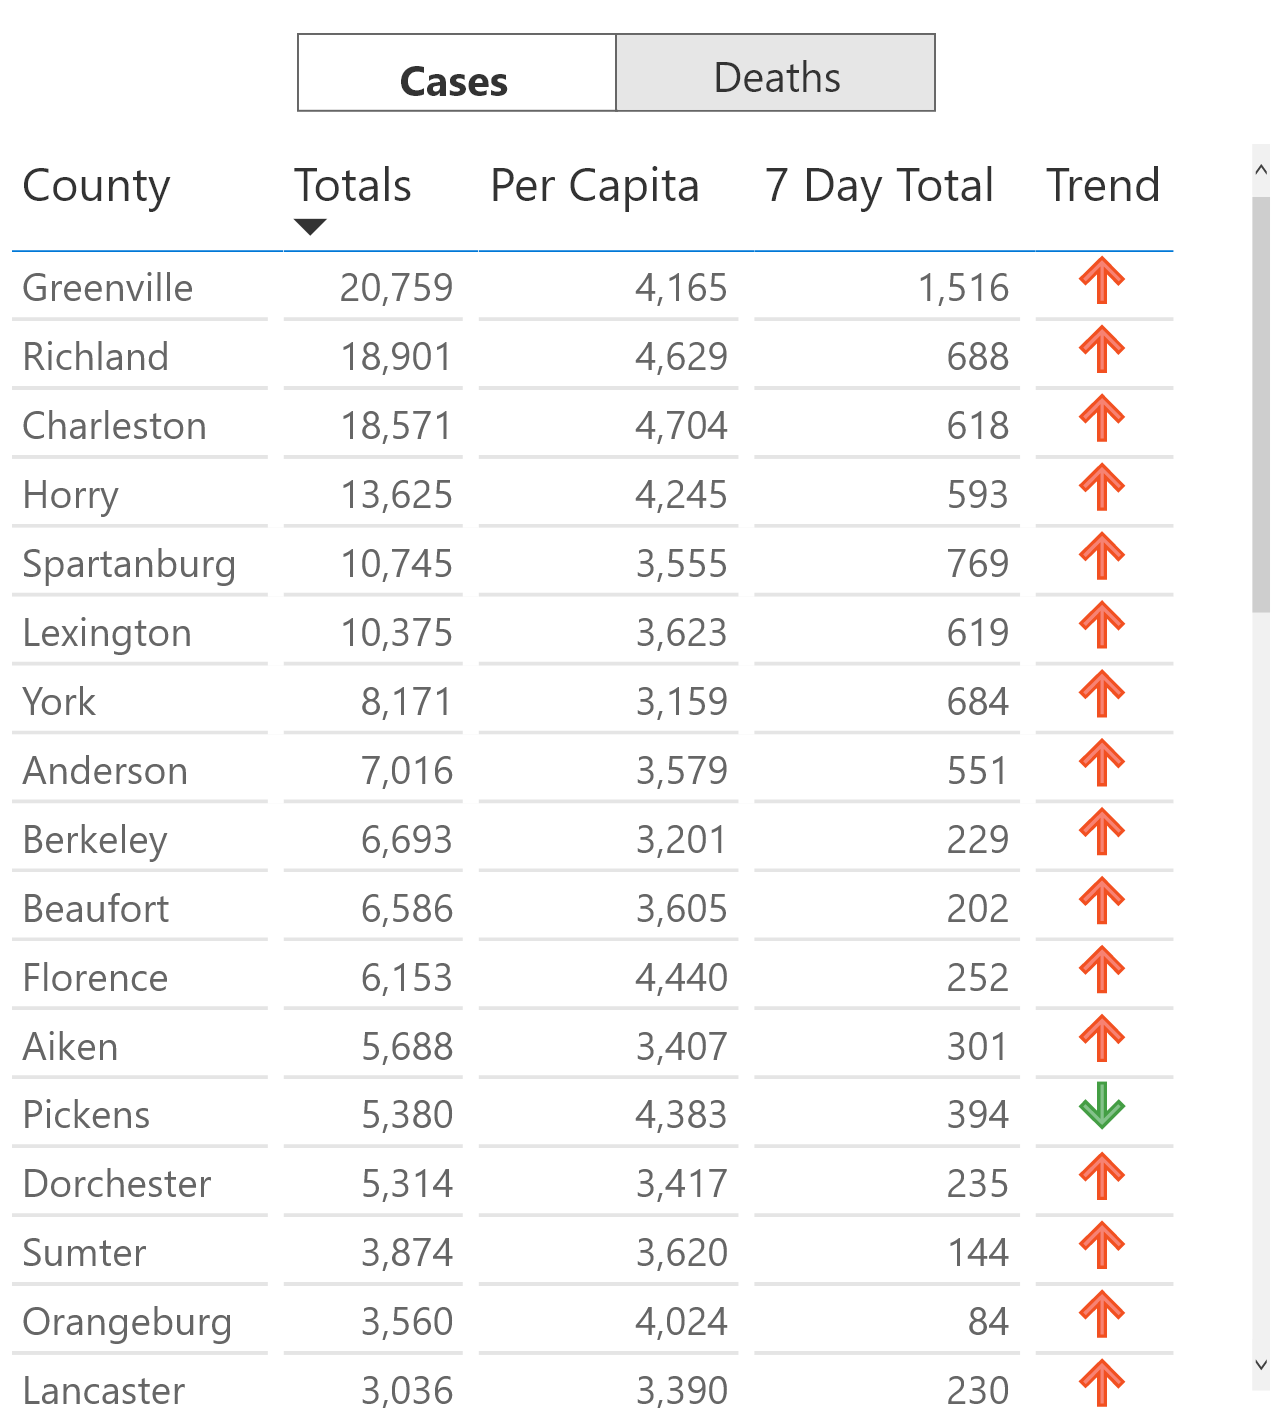 Cases Deaths
County Totals Per Capita 7 Day Total Trend
Greenville 20,759 4,165 1,516
Richland 18,901 4,629 688
Charleston 18,571 4,704 618
Horry 13,625 4,245 593
Spartanburg 10,745 3,555 769
Lexington 10,375 3,623 619
York 8,171 3,159 684
Anderson 7,016 3,579 551
Berkeley 6,693 3,201 229
Beaufort 6,586 3,605 202
Florence 6,153 4,440 252
Aiken 5,688 3,407 301
Pickens 5,380 4,383 394
Dorchester 5,314 3,417 235
Sumter 3,874 3,620 144
Orangeburg 3,560 4,024 84
Lancaster 3,036 3,390 230